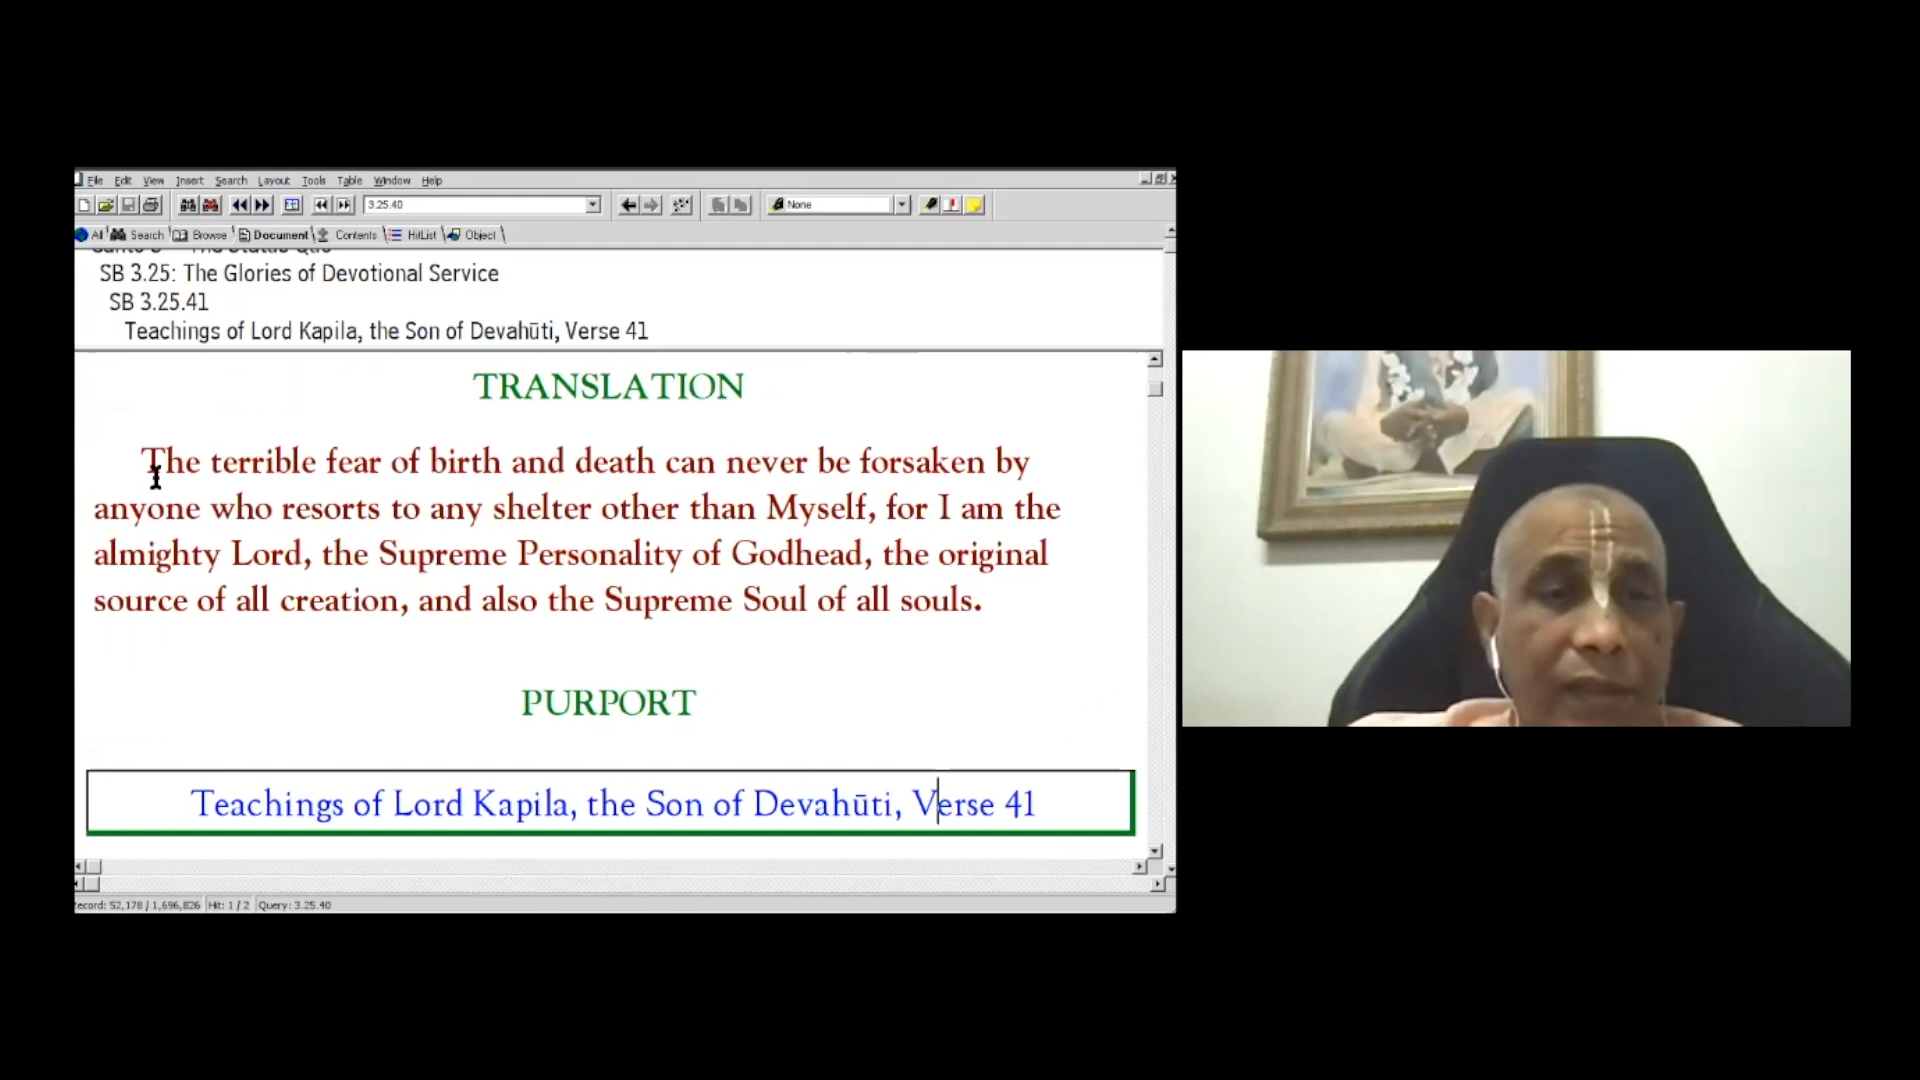 File Edit View Insert Search Layout Tools Table Window Help
3.25.40 None
All Search Browse Document Contents HitList Object
SB 3.25: The Glories of Devotional Service
SB 3.25.41
Teachings of Lord Kapila, the Son of Devahūti, Verse 41
TRANSLATION
The terrible fear of birth and death can never be forsaken by
anyone who resorts to any shelter other than Myself, for I am the
almighty Lord, the Supreme Personality of Godhead, the original
source of all creation, and also the Supreme Soul of all souls.
PURPORT
Teachings of Lord Kapila, the Son of Devahūti, Verse 41
ecord: 52,178 / 1,696,826 Hit: 1 / 2 Query: 3.25.40